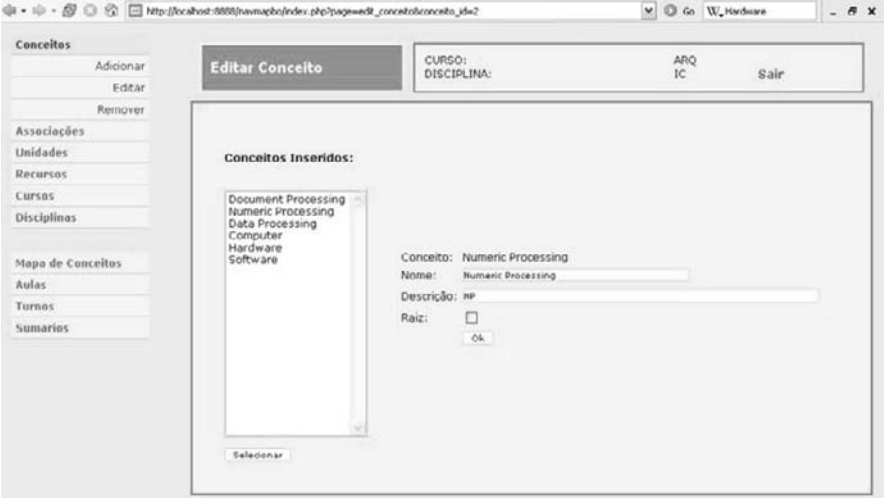 http://localhost:8888/navmapbo/index.php?page=edit_conceito&conceito_id=2
Go
W_Hardware
Conceitos
Adicionar
Editar
Remover
Associações
Unidades
Recursos
Cursos
Disciplinas
Mapa de Conceitos
Aulas
Turnos
Sumarios
Editar Conceito
CURSO: ARQ
DISCIPLINA: IC
Sair
Conceitos Inseridos:
Document Processing
Numeric Processing
Data Processing
Computer
Hardware
Software
Selecionar
Conceito: Numeric Processing
Nome: Numeric Processing
Descrição: NP
Raiz:
Ok